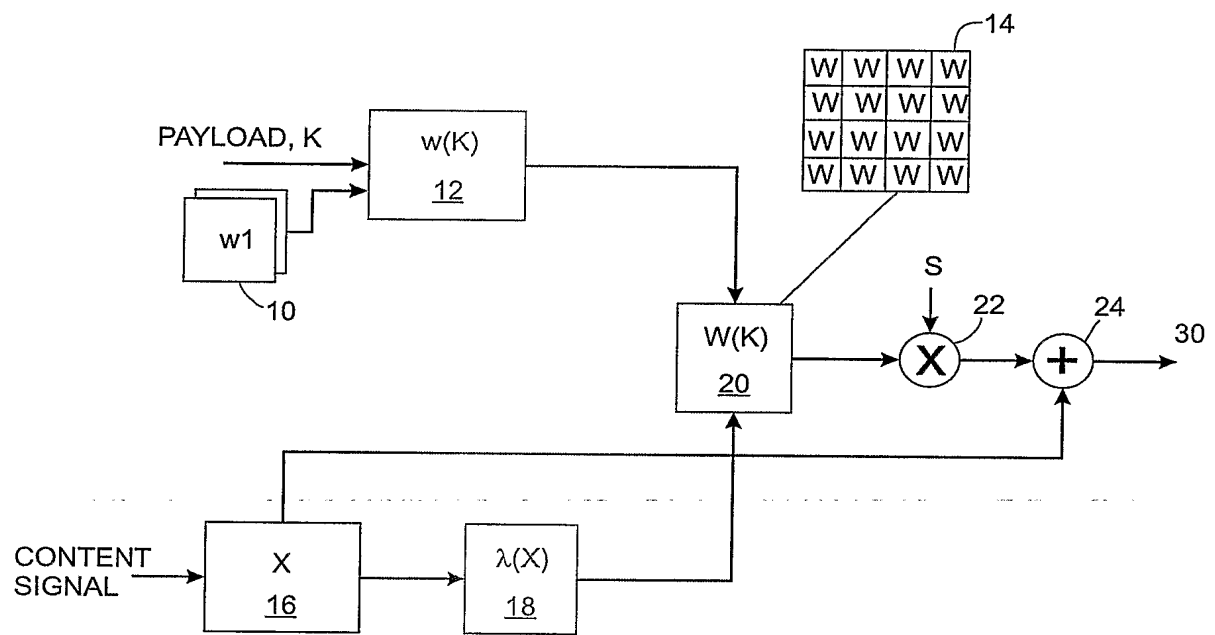 14
W W W W
W W W W
W W W W
W W W W
PAYLOAD, K
w(K)
12
w1
10
S
22
24
30
W(K)
20
X
+
CONTENT
SIGNAL
X
16
λ(X)
18